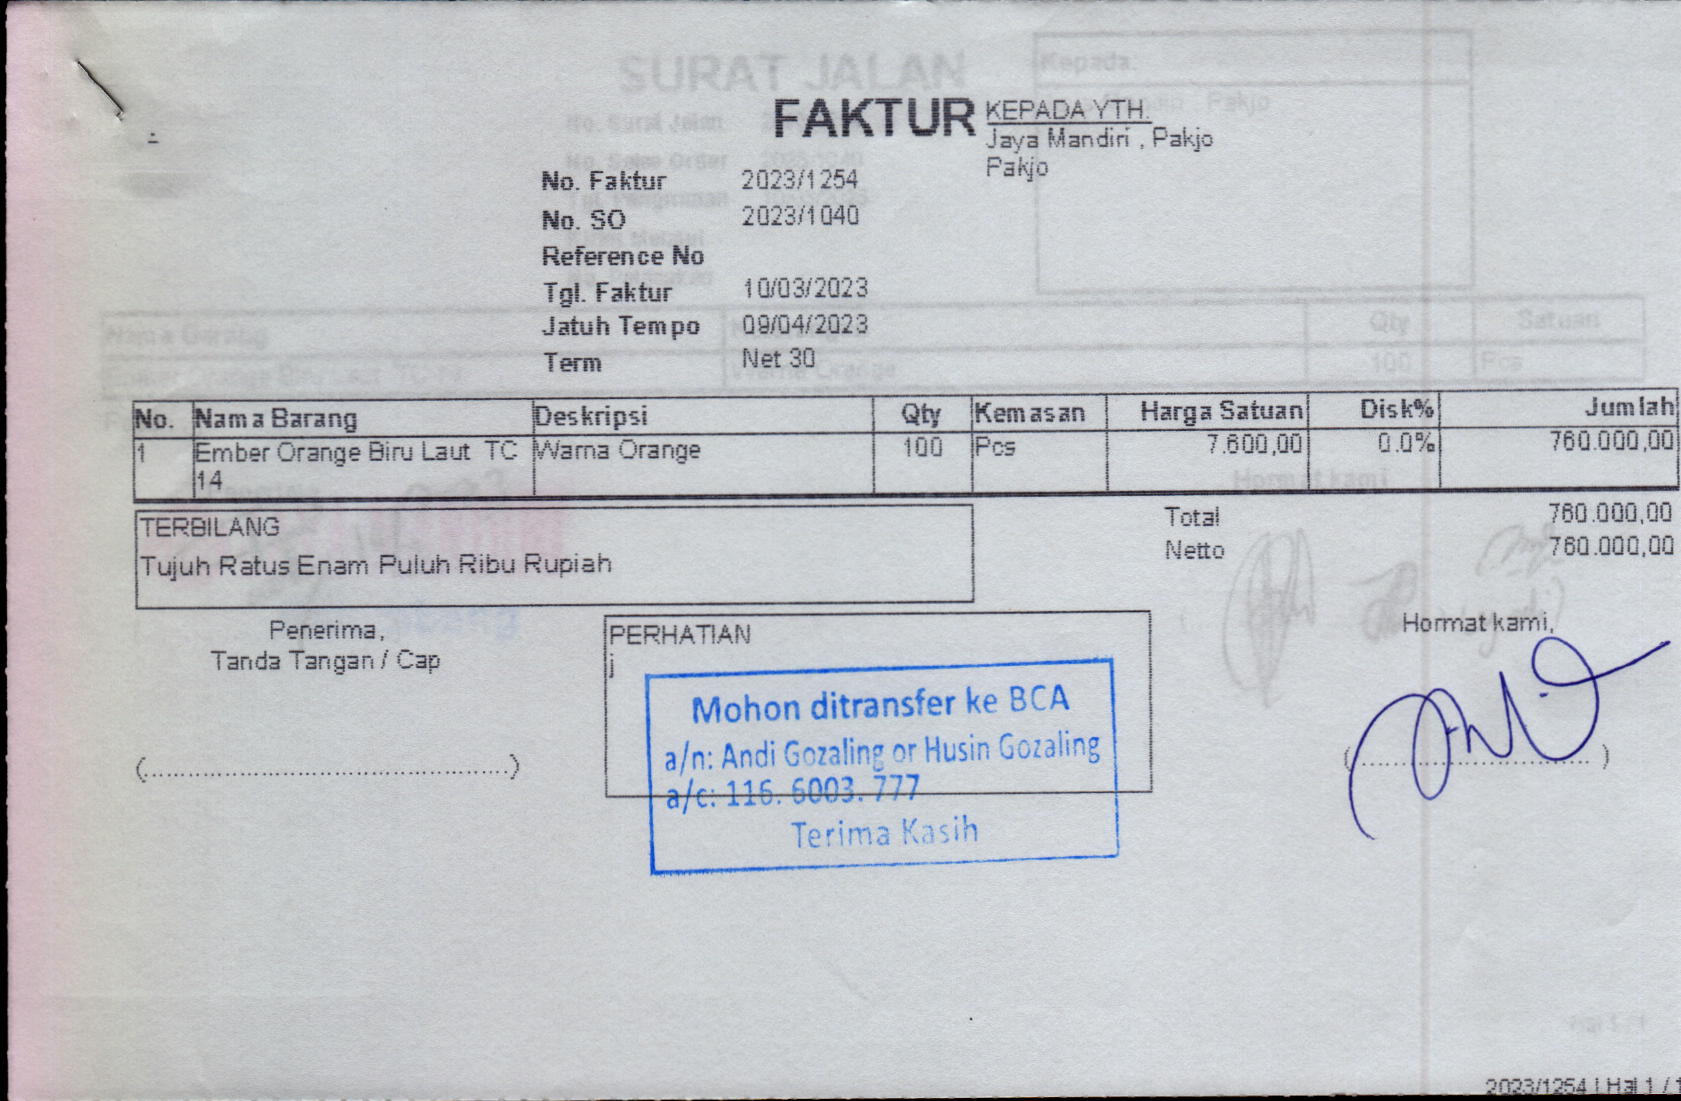 SURAT JALAN
Kepada:
FAKTUR
KEPADA YTH.
Jaya Mandiri , Pakjo
Pakjo
No. Faktur 2023/1254
No. SO 2023/1040
Reference No
Tgl. Faktur 10/03/2023
Jatuh Tempo 09/04/2023
Term Net 30
No. Nama Barang Deskripsi Qty Kemasan Harga Satuan Disk% Jumlah
1 Ember Orange Biru Laut TC Warna Orange 100 Pcs 7.600,00 0.0% 760.000,00
14
TERBILANG
Tujuh Ratus Enam Puluh Ribu Rupiah
Total 760.000,00
Netto 760.000,00
Penerima,
Tanda Tangan / Cap
(................................................)
PERHATIAN
j
Mohon ditransfer ke BCA
a/n: Andi Gozaling or Husin Gozaling
a/c: 116. 6003. 777
Terima Kasih
Hormat kami,
(................................)
2023/1254 | Hal 1 / 1